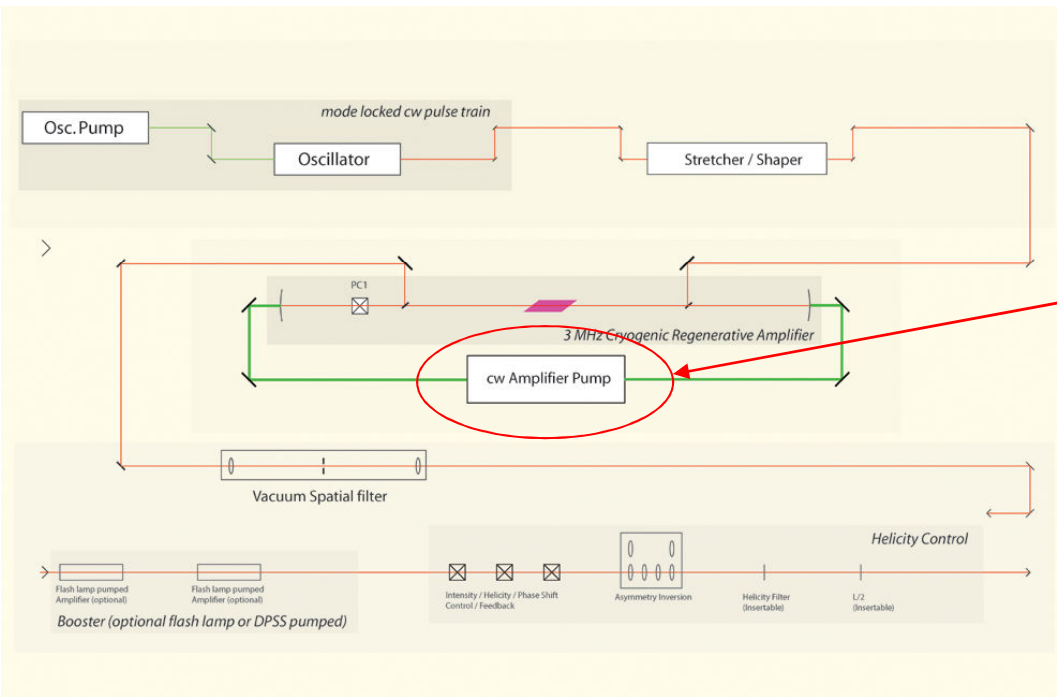 mode locked cw pulse train
Osc. Pump
Oscillator
Stretcher / Shaper
PC1
3 MHz Cryogenic Regenerative Amplifier
cw Amplifier Pump
Vacuum Spatial filter
Helicity Control
Flash lamp pumped
Amplifier (optional)
Flash lamp pumped
Amplifier (optional)
Booster (optional flash lamp or DPSS pumped)
Intensity / Helicity / Phase Shift
Control / Feedback
Asymmetry Inversion
Helicity Filter
(Insertable)
L/2
(Insertable)